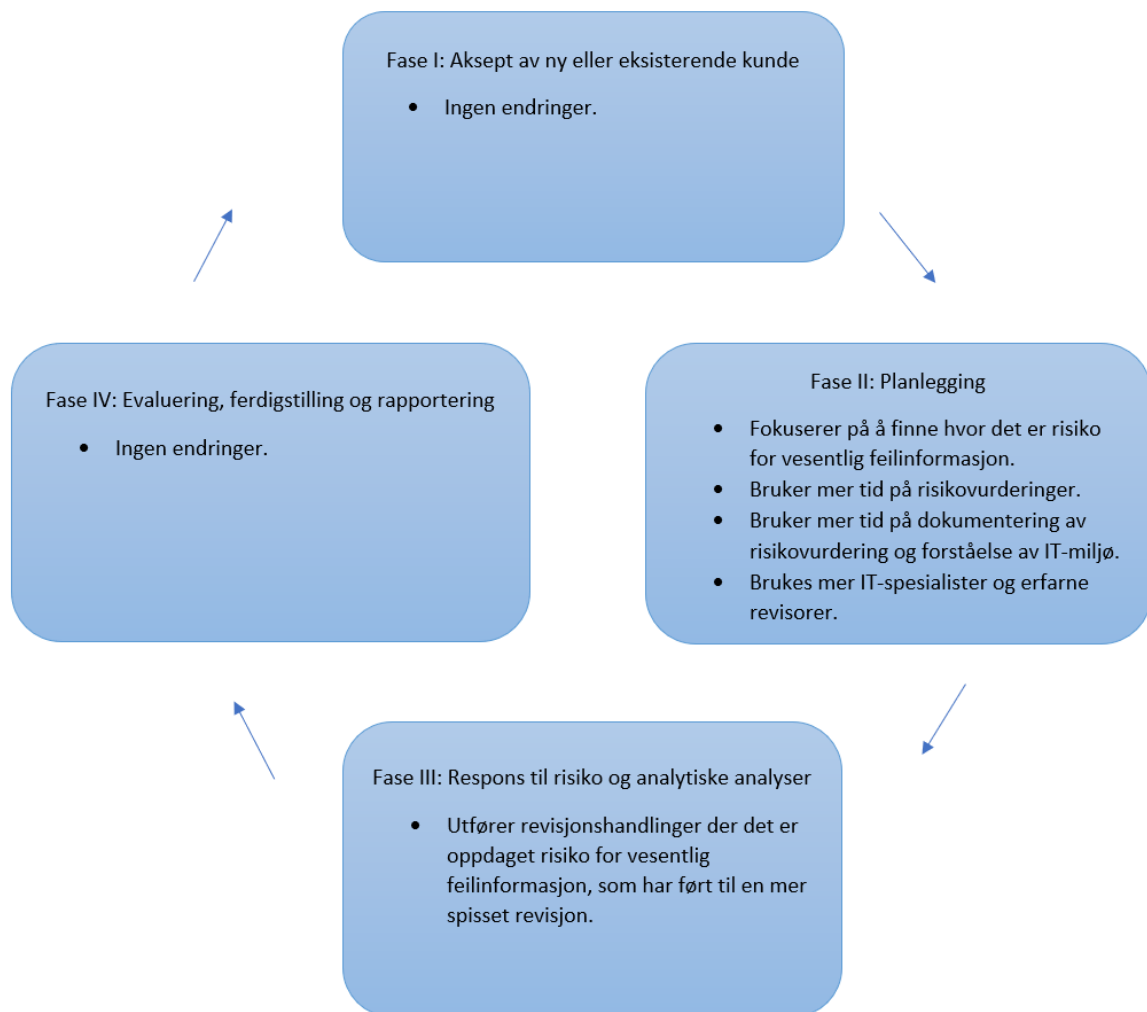 Fase I: Aksept av ny eller eksisterende kunde
• Ingen endringer.
Fase II: Planlegging
• Fokuserer på å finne hvor det er risiko
for vesentlig feilinformasjon.
• Bruker mer tid på risikovurderinger.
• Bruker mer tid på dokumentering av
risikovurdering og forståelse av IT-miljø.
• Brukes mer IT-spesialister og erfarne
revisorer.
Fase III: Respons til risiko og analytiske analyser
• Utfører revisjonshandlinger der det er
oppdaget risiko for vesentlig
feilinformasjon, som har ført til en mer
spisset revisjon.
Fase IV: Evaluering, ferdigstilling og rapportering
• Ingen endringer.